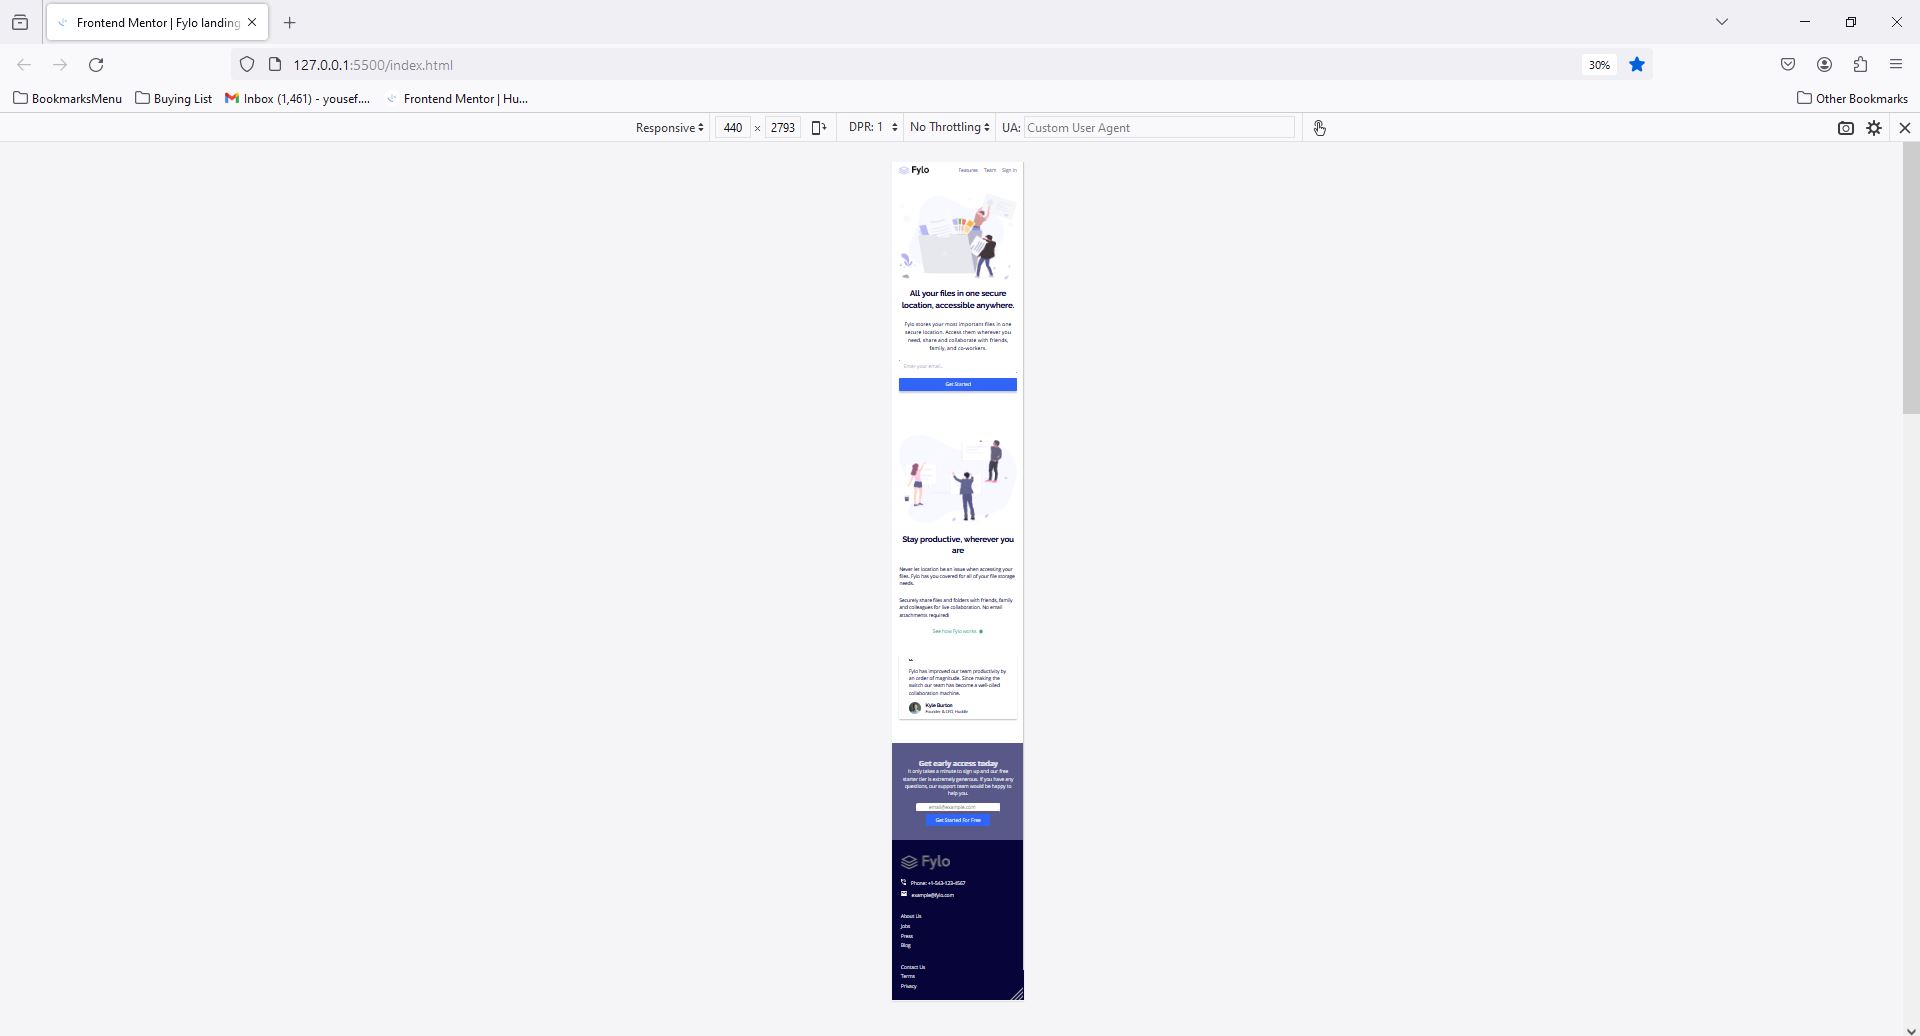 Frontend Mentor | Fylo landing
127.0.0.1:5500/index.html
30%
BookmarksMenu Buying List Inbox (1,461) - yousef.... Frontend Mentor | Hu... Other Bookmarks
Responsive 440 × 2793 DPR: 1 No Throttling UA: Custom User Agent
Fylo Features Team Sign In
All your files in one secure
location, accessible anywhere.
Fylo stores your most important files in one
secure location. Access them wherever you
need, share and collaborate with friends,
family, and co-workers.
Enter your email...
Get Started
Stay productive, wherever you
are
Never let location be an issue when accessing your
files. Fylo has you covered for all of your file storage
needs.
Securely share files and folders with friends, family
and colleagues for live collaboration. No email
attachments required!
See how Fylo works
“
Fylo has improved our team productivity by
an order of magnitude. Since making the
switch our team has become a well-oiled
collaboration machine.
Kyle Burton
Founder & CEO, Huddle
Get early access today
It only takes a minute to sign up and our free
starter tier is extremely generous. If you have any
questions, our support team would be happy to
help you.
email@example.com
Get Started For Free
Fylo
Phone: +1-543-123-4567
example@fylo.com
About Us
Jobs
Press
Blog
Contact Us
Terms
Privacy